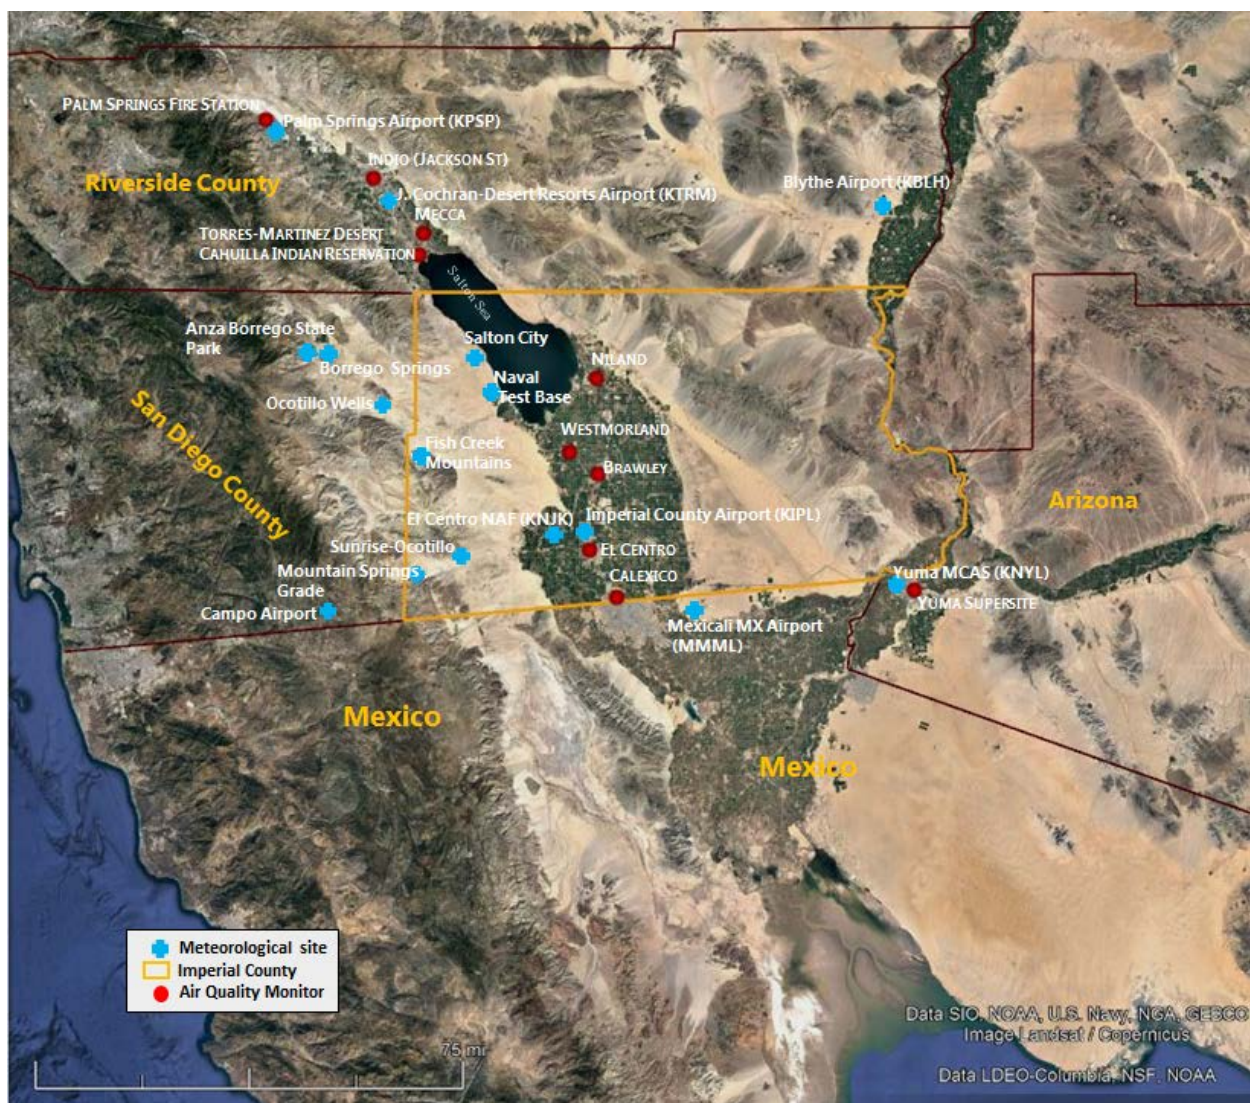 PALM SPRINGS FIRE STATION
Palm Springs Airport (KPSP)
INDIO (JACKSON ST)
Riverside County
J. Cochran-Desert Resorts Airport (KTRM)
Blythe Airport (KBLH)
MECCA
TORRES-MARTINEZ DESERT
CAHUILLA INDIAN RESERVATION
Salton Sea
Anza Borrego State
Park
Borrego Springs
Salton City
NILAND
Naval
Test Base
Ocotillo Wells
San Diego County
WESTMORLAND
Fish Creek
Mountains
BRAWLEY
Arizona
El Centro NAF (KNJK)
Imperial County Airport (KIPL)
Sunrise-Ocotillo
EL CENTRO
Mountain Springs
Grade
CALEXICO
Yuma MCAS (KNYL)
YUMA SUPERSITE
Campo Airport
Mexicali MX Airport
(MMML)
Mexico
Mexico
Meteorological site
Imperial County
Air Quality Monitor
75 mi
Data SIO, NOAA, U.S. Navy, NGA, GEBCO
Image Landsat / Copernicus
Data LDEO-Columbia, NSF, NOAA